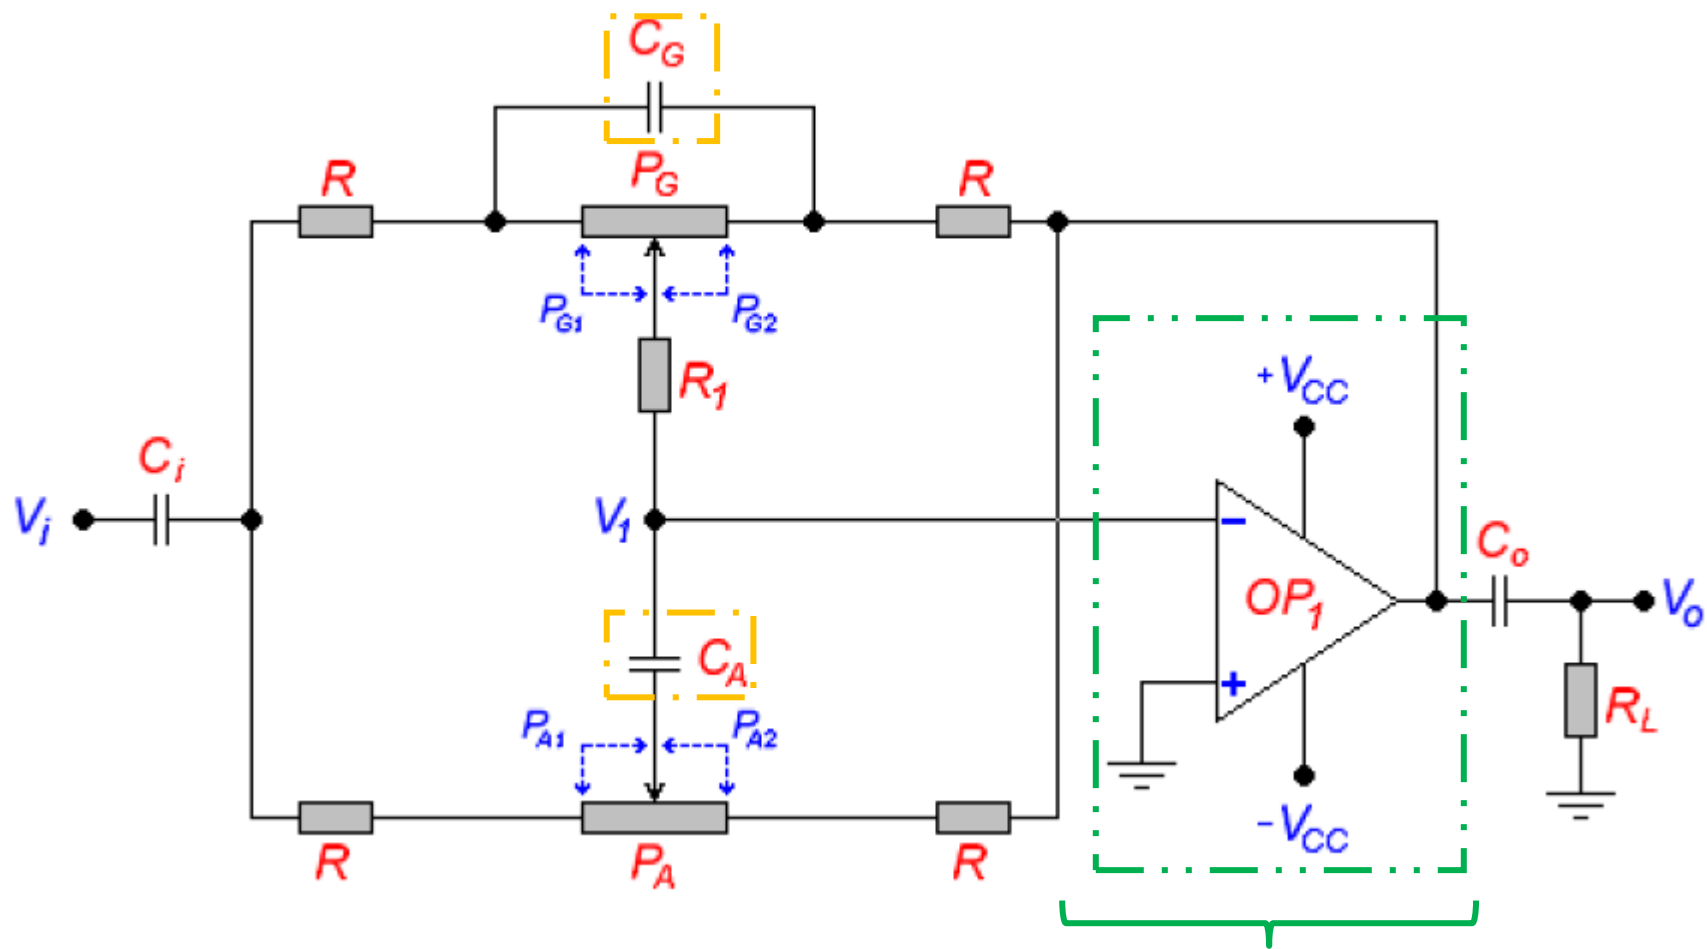 C_G
P_G
R
R
P_G1
P_G2
R_1
+V_CC
C_i
V_i
V_1
−
C_o
OP_1
V_o
C_A
+
R_L
P_A1
P_A2
−V_CC
R
P_A
R